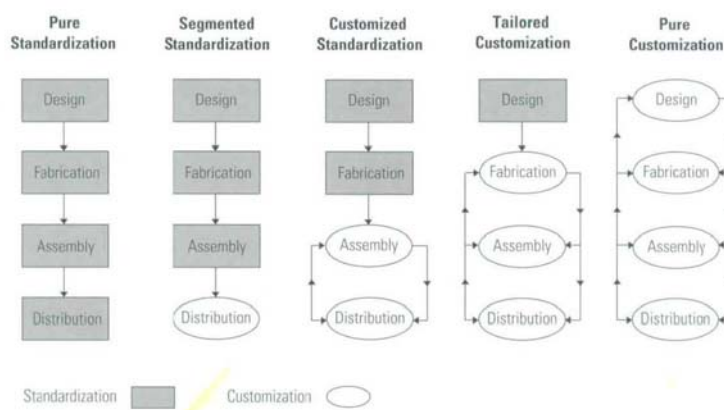 Pure
Standardization
Segmented
Standardization
Customized
Standardization
Tailored
Customization
Pure
Customization
Design
Design
Design
Design
Design
Fabrication
Fabrication
Fabrication
Fabrication
Fabrication
Assembly
Assembly
Assembly
Assembly
Assembly
Distribution
Distribution
Distribution
Distribution
Distribution
Standardization
Customization